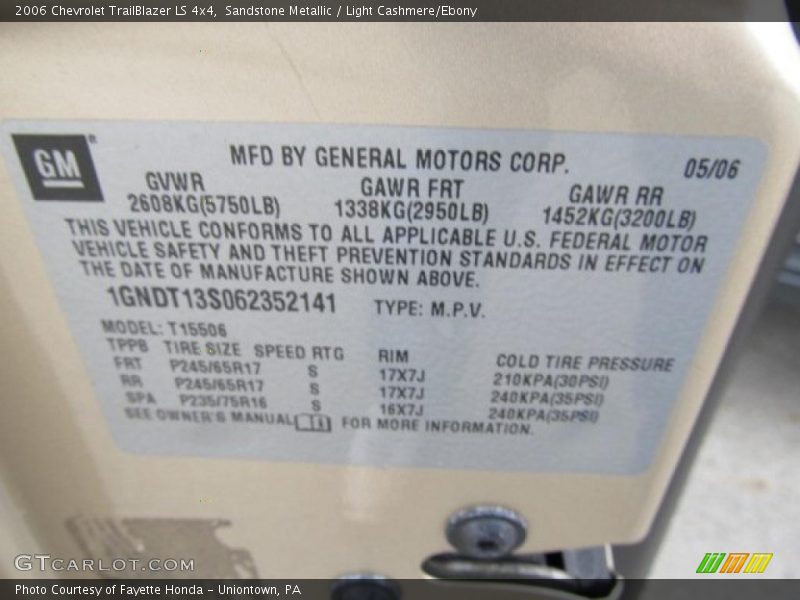 2006 Chevrolet TrailBlazer LS 4x4,  Sandstone Metallic / Light Cashmere/Ebony
GM
MFD BY GENERAL MOTORS CORP.
05/06
GVWR GAWR FRT GAWR RR
2608KG(5750LB) 1338KG(2950LB) 1452KG(3200LB)
THIS VEHICLE CONFORMS TO ALL APPLICABLE U.S. FEDERAL MOTOR
VEHICLE SAFETY AND THEFT PREVENTION STANDARDS IN EFFECT ON
THE DATE OF MANUFACTURE SHOWN ABOVE.
1GNDT13S062352141 TYPE: M.P.V.
MODEL: T15506
TPPB TIRE SIZE SPEED RTG RIM COLD TIRE PRESSURE
FRT P245/65R17 S 17X7J 210KPA(30PSI)
RR P245/65R17 S 17X7J 240KPA(35PSI)
SPA P235/75R16 S 16X7J 240KPA(35PSI)
SEE OWNER'S MANUAL FOR MORE INFORMATION.
GTCARLOT.COM
Photo Courtesy of Fayette Honda - Uniontown, PA